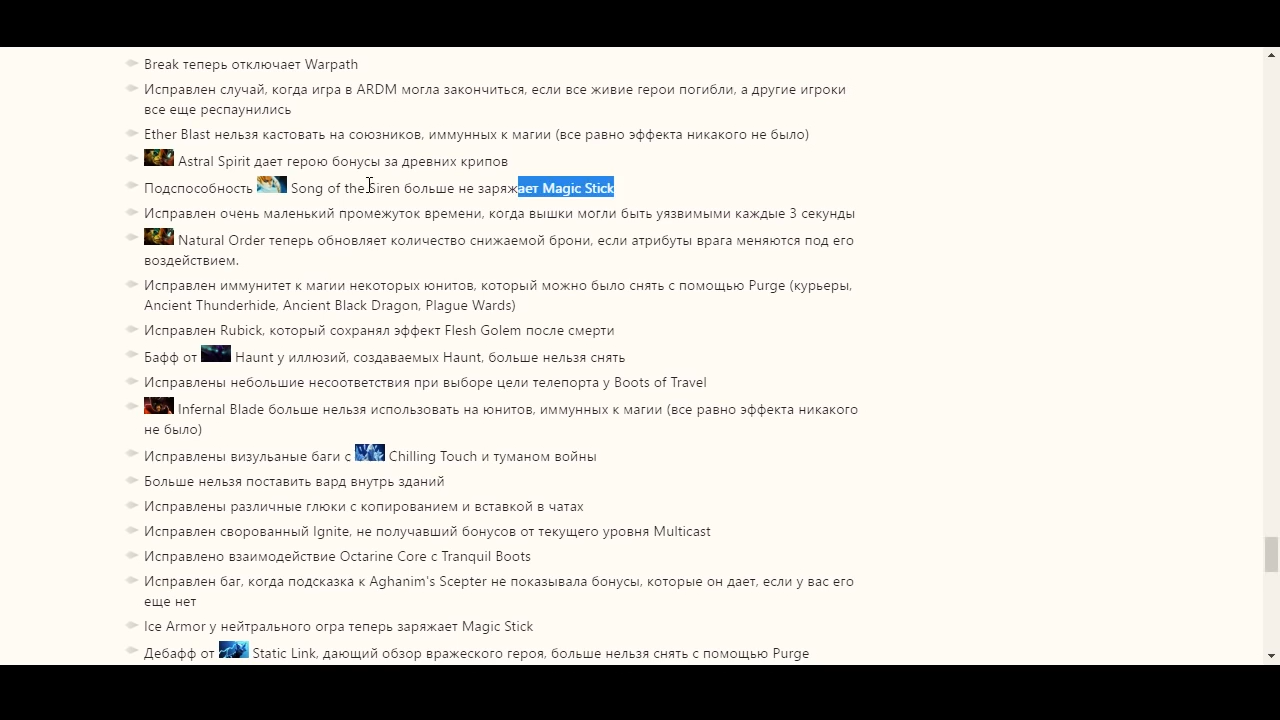 Break теперь отключает Warpath
Исправлен случай, когда игра в ARDM могла закончиться, если все живие герои погибли, а другие игроки
все еще респаунились
Ether Blast нельзя кастовать на союзников, иммунных к магии (все равно эффекта никакого не было)
Astral Spirit дает герою бонусы за древних крипов
Подспособность Song of the Siren больше не заряжает Magic Stick
Исправлен очень маленький промежуток времени, когда вышки могли быть уязвимыми каждые 3 секунды
Natural Order теперь обновляет количество снижаемой брони, если атрибуты врага меняются под его
воздействием.
Исправлен иммунитет к магии некоторых юнитов, который можно было снять с помощью Purge (курьеры,
Ancient Thunderhide, Ancient Black Dragon, Plague Wards)
Исправлен Rubick, который сохранял эффект Flesh Golem после смерти
Бафф от Haunt у иллюзий, создаваемых Haunt, больше нельзя снять
Исправлены небольшие несоответствия при выборе цели телепорта у Boots of Travel
Infernal Blade больше нельзя использовать на юнитов, иммунных к магии (все равно эффекта никакого
не было)
Исправлены визульаные баги с Chilling Touch и туманом войны
Больше нельзя поставить вард внутрь зданий
Исправлены различные глюки с копированием и вставкой в чатах
Исправлен сворованный Ignite, не получавший бонусов от текущего уровня Multicast
Исправлено взаимодействие Octarine Core с Tranquil Boots
Исправлен баг, когда подсказка к Aghanim's Scepter не показывала бонусы, которые он дает, если у вас его
еще нет
Ice Armor у нейтрального огра теперь заряжает Magic Stick
Дебафф от Static Link, дающий обзор вражеского героя, больше нельзя снять с помощью Purge